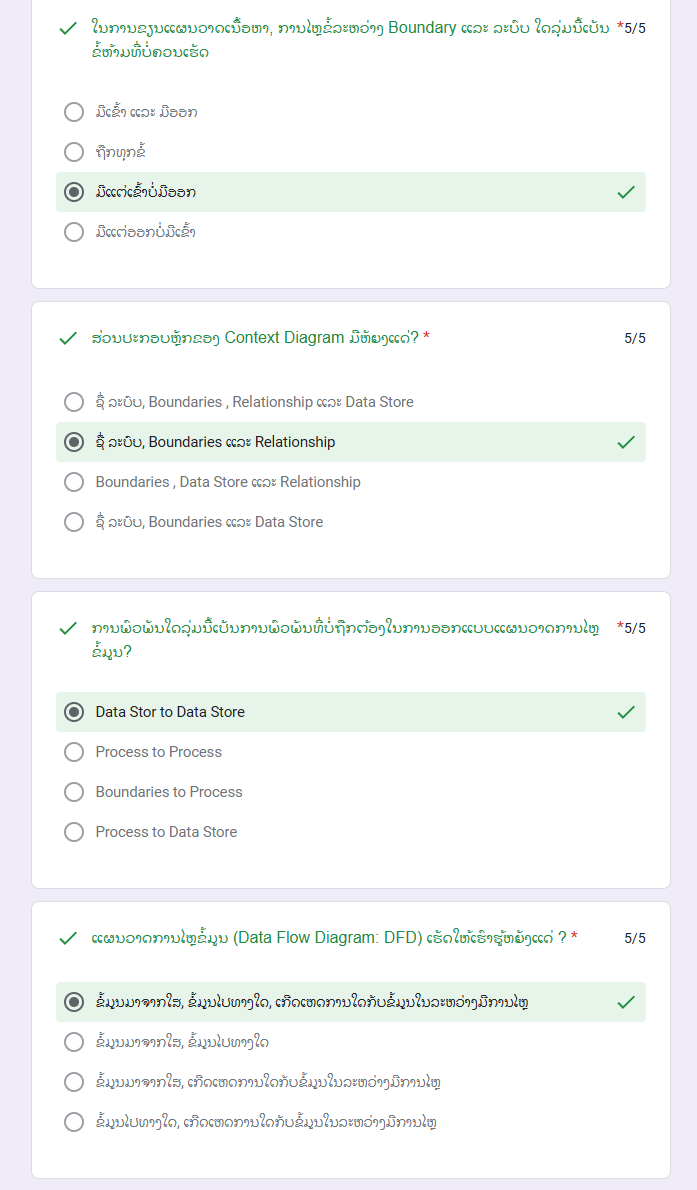 ໃນການຂຽນແຜນວາດເນື້ອຫາ, ການໄຫຼຂໍ້ລະຫວ່າງ Boundary ແລະ ລະບົບ ໃດລຸ່ມນີ້ເປັນ *5/5
ຂໍ້ຫ້າມທີ່ບໍ່ຄວນເຮັດ
ມີເຂົ້າ ແລະ ມີອອກ
ຖືກທຸກຂໍ້
ມີແຕ່ເຂົ້າບໍ່ມີອອກ
ມີແຕ່ອອກບໍ່ມີເຂົ້າ
ສ່ວນປະກອບຫຼັກຂອງ Context Diagram ມີຫຍັງແດ່? * 5/5
ຊື່ ລະບົບ, Boundaries , Relationship ແລະ Data Store
ຊື່ ລະບົບ, Boundaries ແລະ Relationship
Boundaries , Data Store ແລະ Relationship
ຊື່ ລະບົບ, Boundaries ແລະ Data Store
ການພົວພັນໃດລຸ່ມນີ້ເປັນການພົວພັນທີ່ບໍ່ຖືກຕ້ອງໃນການອອກແບບແຜນວາດການໄຫຼ *5/5
ຂໍ້ມູນ?
Data Stor to Data Store
Process to Process
Boundaries to Process
Process to Data Store
ແຜນວາດການໄຫຼຂໍ້ມູນ (Data Flow Diagram: DFD) ເຮັດໃຫ້ເຮົາຮູ້ຫຍັງແດ່ ? * 5/5
ຂໍ້ມູນມາຈາກໃສ, ຂໍ້ມູນໄປທາງໃດ, ເກີດເຫດການໃດກັບຂໍ້ມູນໃນລະຫວ່າງມີການໄຫຼ
ຂໍ້ມູນມາຈາກໃສ, ຂໍ້ມູນໄປທາງໃດ
ຂໍ້ມູນມາຈາກໃສ, ເກີດເຫດການໃດກັບຂໍ້ມູນໃນລະຫວ່າງມີການໄຫຼ
ຂໍ້ມູນໄປທາງໃດ, ເກີດເຫດການໃດກັບຂໍ້ມູນໃນລະຫວ່າງມີການໄຫຼ